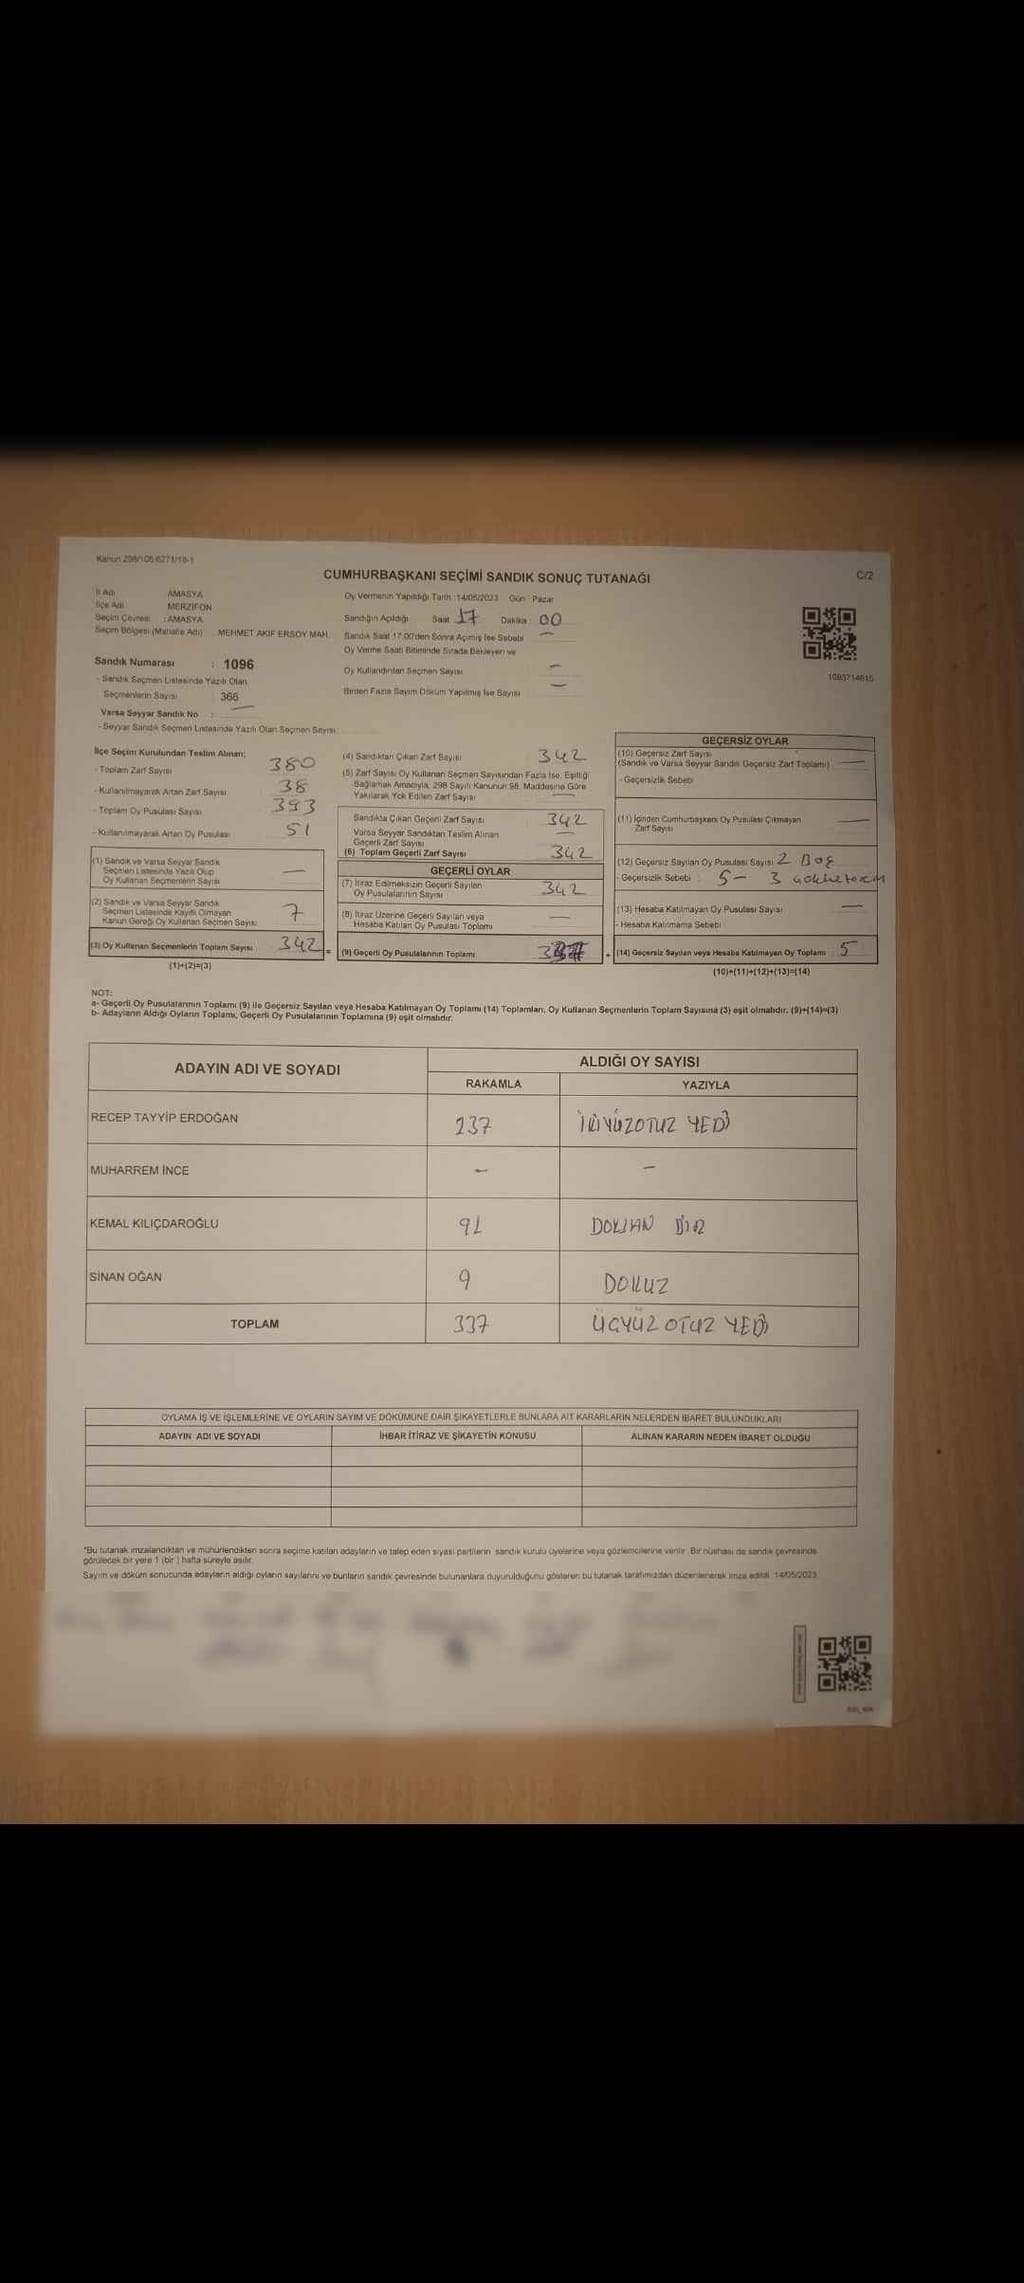 Kanun 298/105 6271/18-1
C/2
CUMHURBAŞKANI SEÇİMİ SANDIK SONUÇ TUTANAĞI
İl Adı AMASYA
İlçe Adı MERZİFON
Seçim Çevresi : AMASYA
Seçim Bölgesi (Mahalle Adı) : MEHMET AKİF ERSOY MAH.
Sandık Numarası : 1096
- Sandık Seçmen Listesinde Yazılı Olan
Seçmenlerin Sayısı 366
Varsa Seyyar Sandık No : —
- Seyyar Sandık Seçmen Listesinde Yazılı Olan Seçmen Sayısı:
Oy Vermenin Yapıldığı Tarih :14/05/2023 Gün : Pazar
Sandığın Açıldığı Saat 17 Dakika : 00
Sandık Saat 17:00'den Sonra Açımış İse Sebebi —
Oy Verme Saati Bitiminde Sırada Bekleyen ve
Oy Kullandırılan Seçmen Sayısı —
Birden Fazla Sayım Döküm Yapılmış İse Sayısı —
1093714615
İlçe Seçim Kurulundan Teslim Alınan;
- Toplam Zarf Sayısı 380
- Kullanılmayarak Artan Zarf Sayısı 38
- Toplam Oy Pusulası Sayısı 393
- Kullanılmayarak Artan Oy Pusulası 51
(1) Sandık ve Varsa Seyyar Sandık
Seçmen Listesinde Yazılı Olup
Oy Kullanan Seçmenlerin Sayısı —
(2) Sandık ve Varsa Seyyar Sandık
Seçmen Listesinde Kayıtlı Olmayan
Kanun Gereği Oy Kullanan Seçmen Sayısı 7
(3) Oy Kullanan Seçmenlerin Toplam Sayısı 342 =
(1)+(2)=(3)
(4) Sandıktan Çıkan Zarf Sayısı 342
(5) Zarf Sayısı Oy Kullanan Seçmen Sayısından Fazla İse, Eşitliği
Sağlamak Amacıyla, 298 Sayılı Kanunun 98. Maddesine Göre
Yakılarak Yok Edilen Zarf Sayısı —
Sandıkta Çıkan Geçerli Zarf Sayısı 342
Varsa Seyyar Sandıktan Teslim Alınan
Geçerli Zarf Sayısı —
(6) Toplam Geçerli Zarf Sayısı 342
GEÇERLİ OYLAR
(7) İtiraz Edilmeksizin Geçerli Sayılan
Oy Pusulalarının Sayısı 342
(8) İtiraz Üzerine Geçerli Sayılan veya
Hesaba Katılan Oy Pusulası Toplamı —
(9) Geçerli Oy Pusulalarının Toplamı +
GEÇERSİZ OYLAR
(10) Geçersiz Zarf Sayısı
(Sandık ve Varsa Seyyar Sandık Geçersiz Zarf Toplamı) —
- Geçersizlik Sebebi
(11) İçinden Cumhurbaşkanı Oy Pusulası Çıkmayan
Zarf Sayısı —
(12) Geçersiz Sayılan Oy Pusulası Sayısı 2 Boş
- Geçersizlik Sebebi : 5 – 3
(13) Hesaba Katılmayan Oy Pusulası Sayısı —
- Hesaba Katılmama Sebebi
(14) Geçersiz Sayılan veya Hesaba Katılmayan Oy Toplamı 5
(10)+(11)+(12)+(13)=(14)
NOT:
a- Geçerli Oy Pusulalarının Toplamı (9) ile Geçersiz Sayılan veya Hesaba Katılmayan Oy Toplamı (14) Toplamları, Oy Kullanan Seçmenlerin Toplam Sayısına (3) eşit olmalıdır. (9)+(14)=(3)
b- Adayların Aldığı Oyların Toplamı, Geçerli Oy Pusulalarının Toplamına (9) eşit olmalıdır.
ADAYIN ADI VE SOYADI ALDIĞI OY SAYISI
RAKAMLA YAZIYLA
RECEP TAYYİP ERDOĞAN 237 İKİYÜZOTUZ YEDİ
MUHARREM İNCE — —
KEMAL KILIÇDAROĞLU 91 DOKSAN BİR
SİNAN OĞAN 9 DOKUZ
TOPLAM 337 ÜÇYÜZ OTUZ YEDİ
OYLAMA İŞ VE İŞLEMLERİNE VE OYLARIN SAYIM VE DÖKÜMÜNE DAİR ŞİKAYETLERLE BUNLARA AİT KARARLARIN NELERDEN İBARET BULUNDUKLARI
ADAYIN ADI VE SOYADI İHBAR İTİRAZ VE ŞİKAYETİN KONUSU ALINAN KARARIN NEDEN İBARET OLDUĞU
*Bu tutanak imzalandıktan ve mühürlendikten sonra seçime katılan adayların ve talep eden siyasi partilerin sandık kurulu üyelerine veya gözlemcilerine verilir. Bir nüshası da sandık çevresinde
görülecek bir yere 1 (bir ) hafta süreyle asılır.
Sayım ve döküm sonucunda adayların aldığı oyların sayılarını ve bunların sandık çevresinde bulunanlara duyurulduğunu gösteren bu tutanak tarafımızdan düzenlenerek imza edildi. 14/05/2023